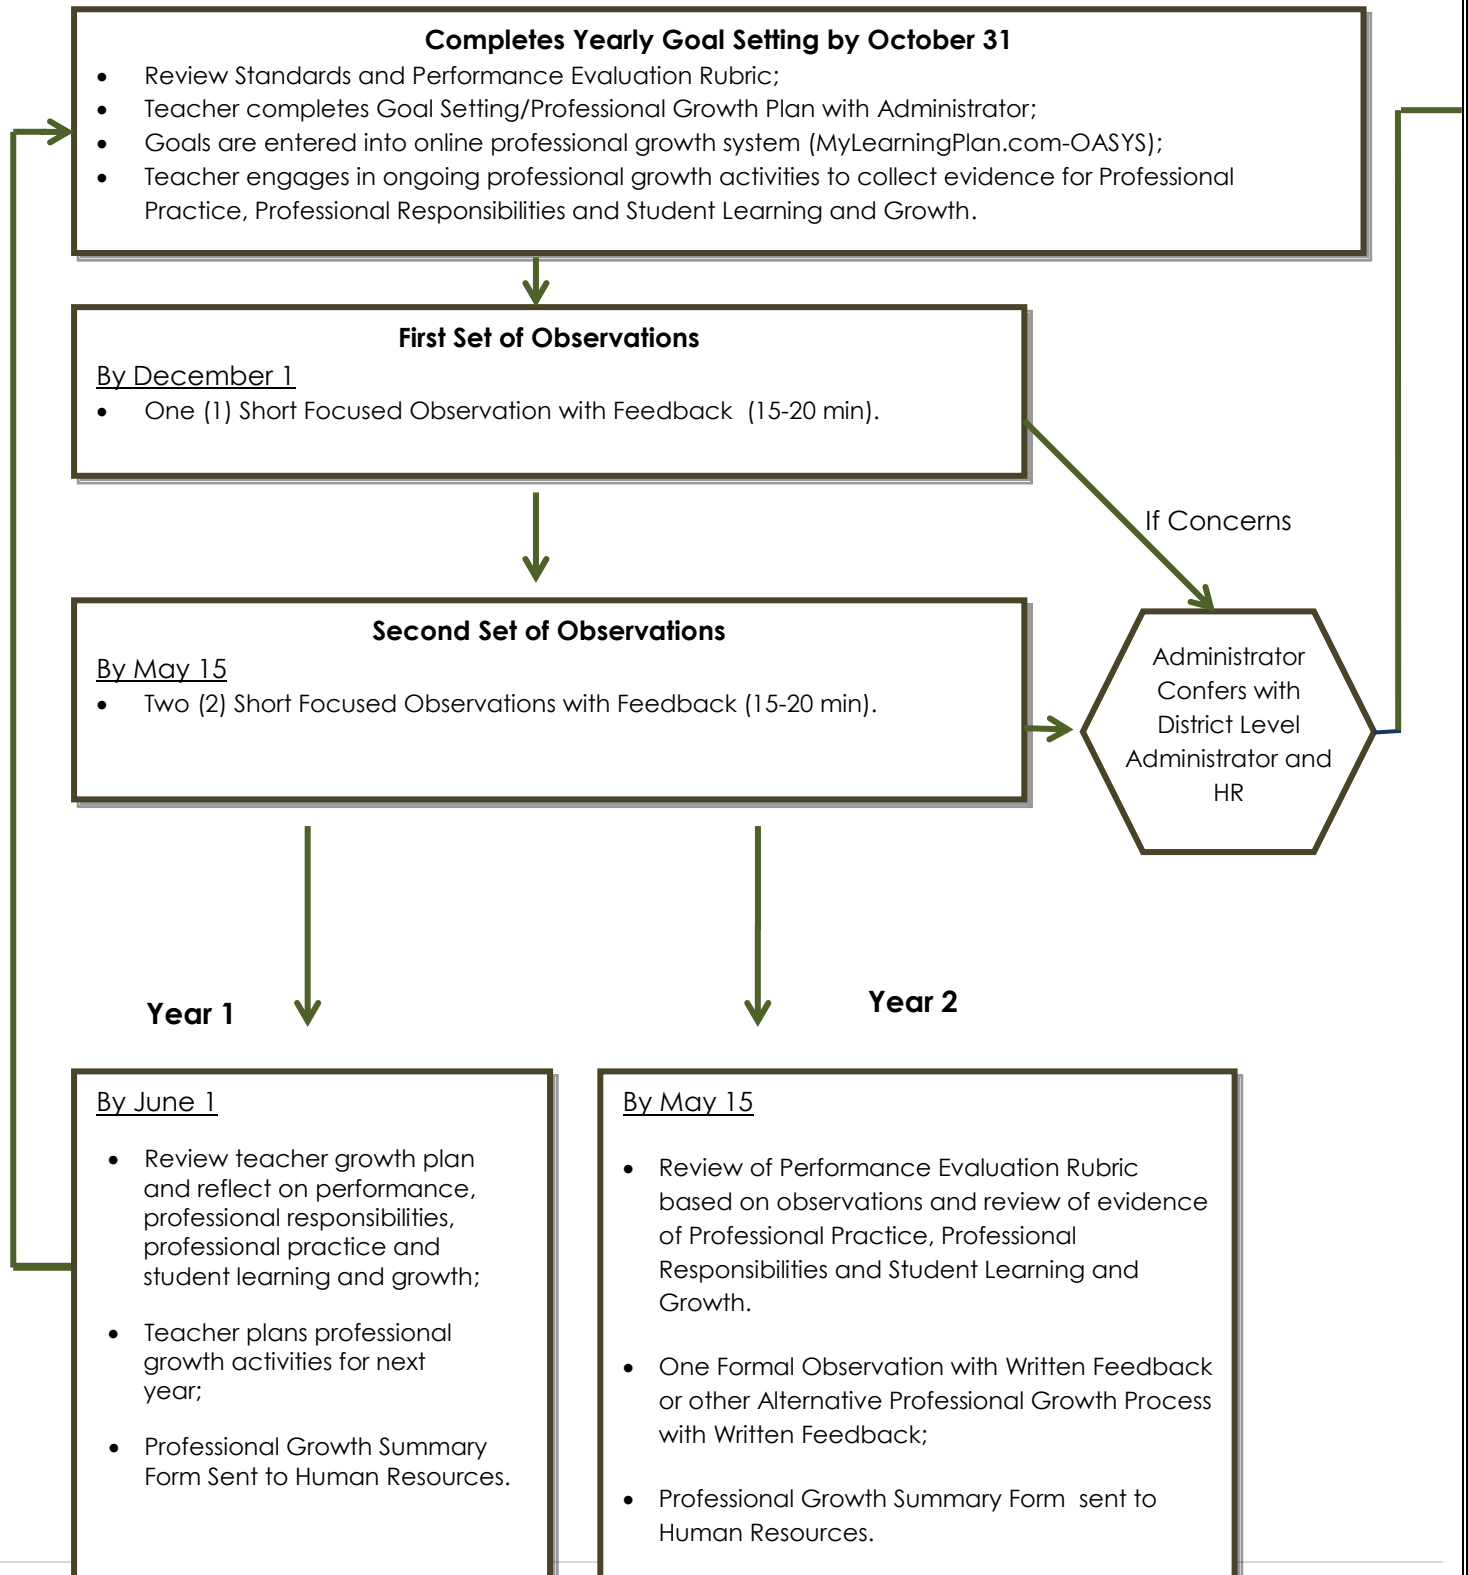 Completes Yearly Goal Setting by October 31
• Review Standards and Performance Evaluation Rubric;
• Teacher completes Goal Setting/Professional Growth Plan with Administrator;
• Goals are entered into online professional growth system (MyLearningPlan.com-OASYS);
• Teacher engages in ongoing professional growth activities to collect evidence for Professional
Practice, Professional Responsibilities and Student Learning and Growth.
First Set of Observations
By December 1
• One (1) Short Focused Observation with Feedback (15-20 min).
If Concerns
Second Set of Observations
By May 15
• Two (2) Short Focused Observations with Feedback (15-20 min).
Administrator
Confers with
District Level
Administrator and
HR
Year 1
Year 2
By June 1
• Review teacher growth plan
and reflect on performance,
professional responsibilities,
professional practice and
student learning and growth;
• Teacher plans professional
growth activities for next
year;
• Professional Growth Summary
Form Sent to Human Resources.
By May 15
• Review of Performance Evaluation Rubric
based on observations and review of evidence
of Professional Practice, Professional
Responsibilities and Student Learning and
Growth.
• One Formal Observation with Written Feedback
or other Alternative Professional Growth Process
with Written Feedback;
• Professional Growth Summary Form sent to
Human Resources.